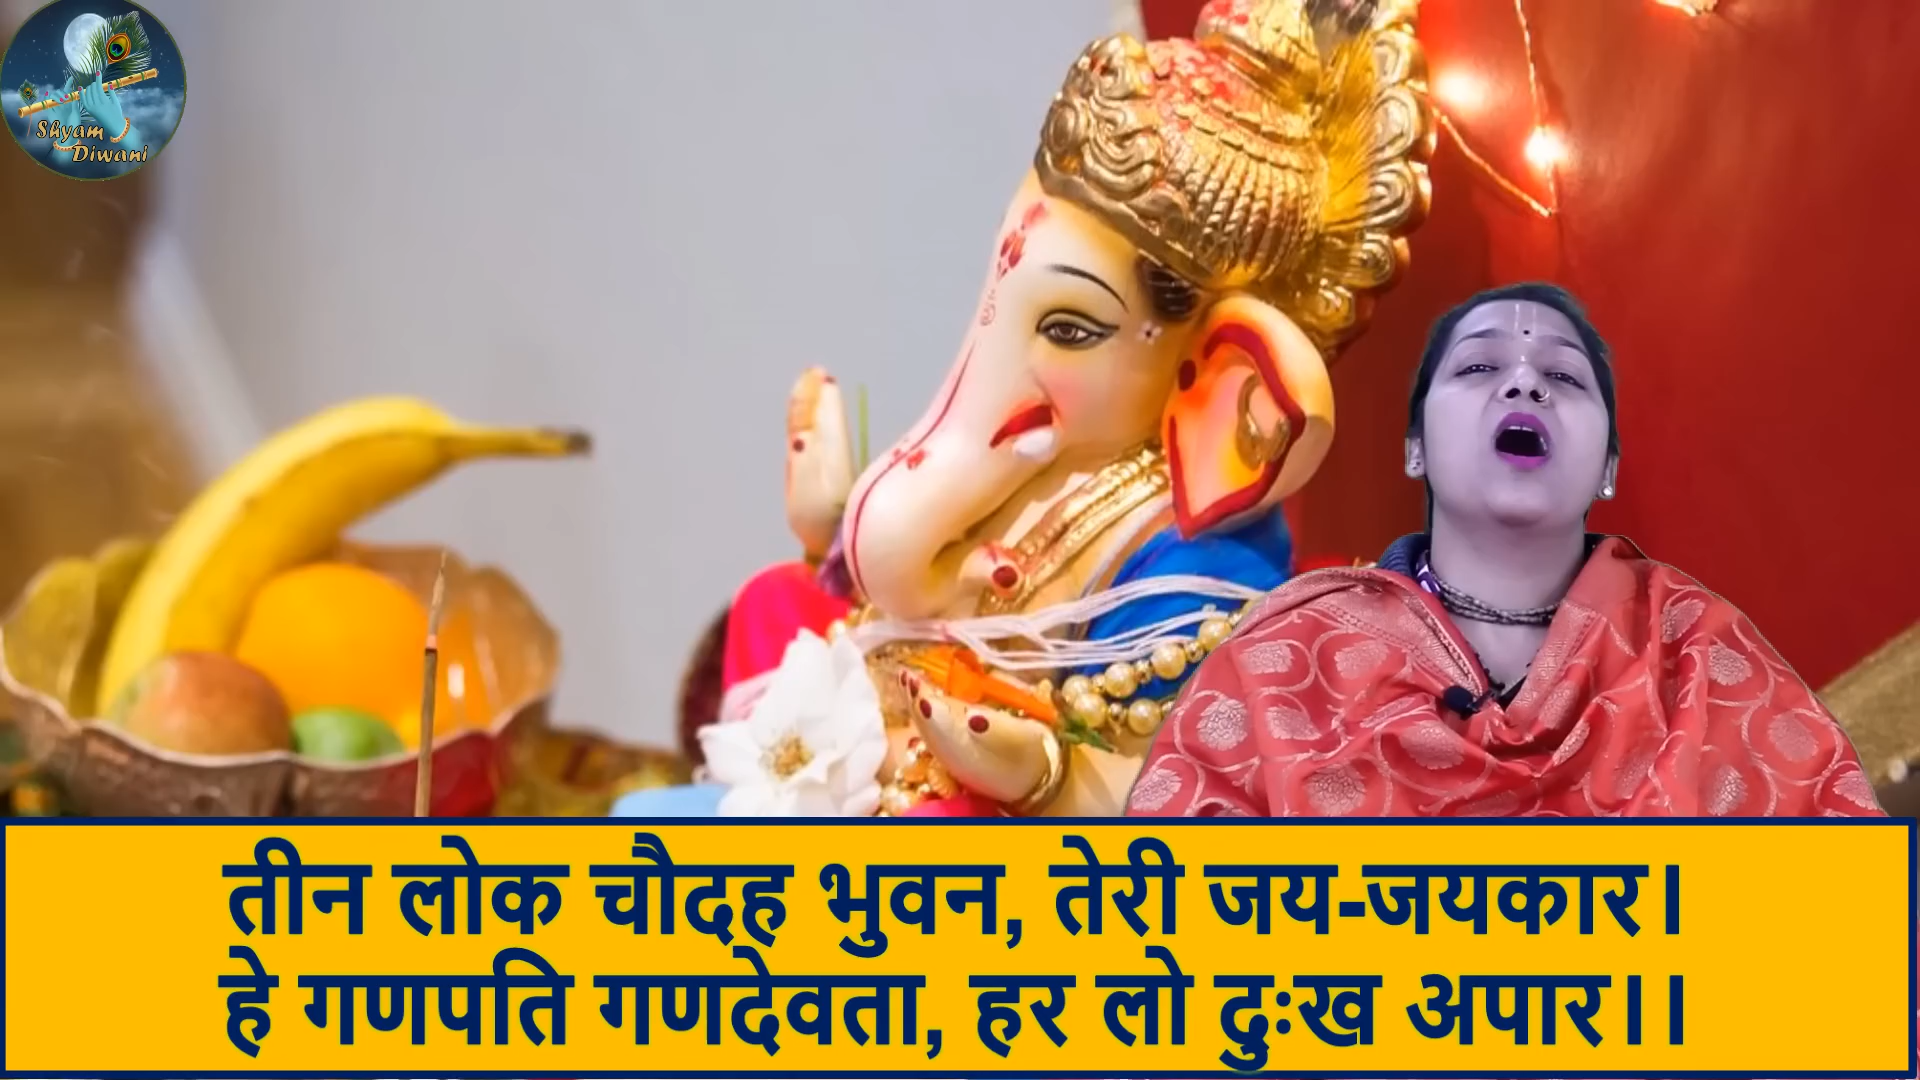 Shyam
Diwani
तीन लोक चौदह भुवन, तेरी जय-जयकार।
हे गणपति गणदेवता, हर लो दुःख अपार।।